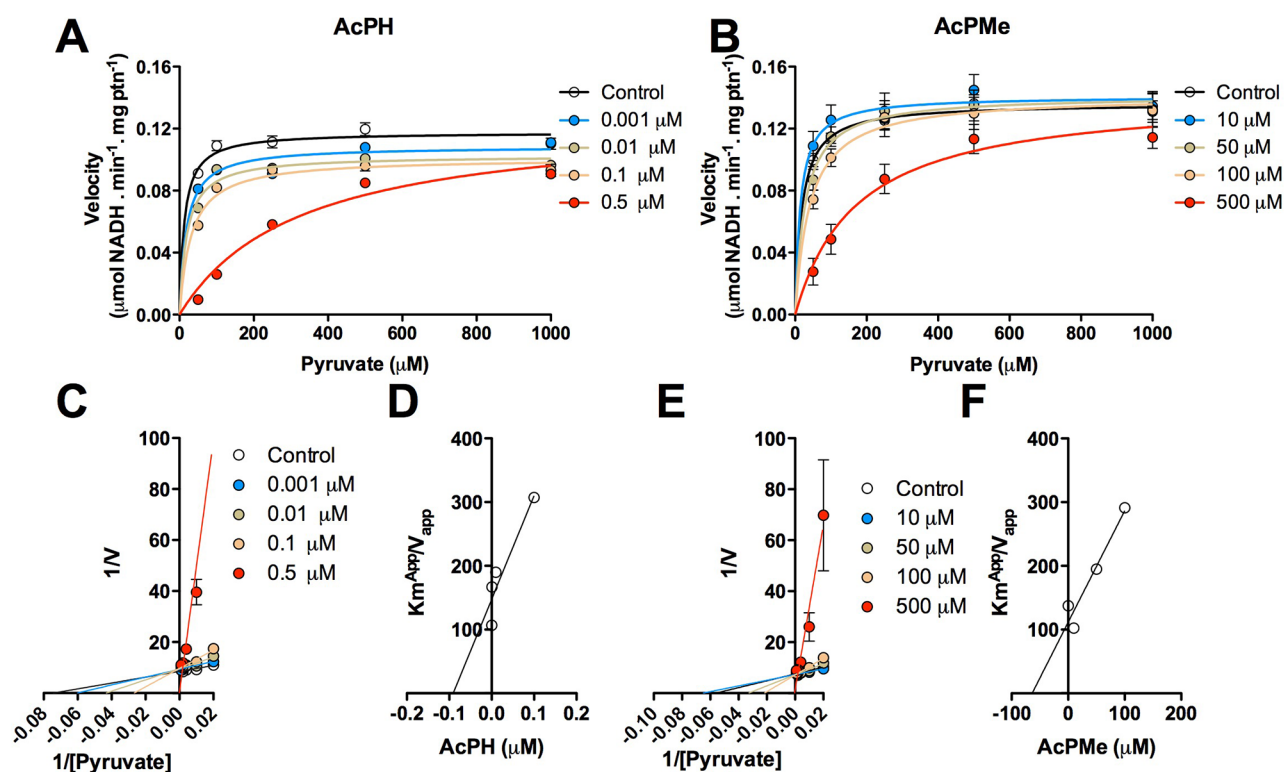 A
AcPH
Velocity
(μmol NADH . min⁻¹. mg ptn⁻¹)
0.16
0.12
0.08
0.04
0.00
0
200
400
600
800
1000
Pyruvate (μM)
Control
0.001 μM
0.01 μM
0.1 μM
0.5 μM
B
AcPMe
Velocity
(μmol NADH . min⁻¹. mg ptn⁻¹)
0.16
0.12
0.08
0.04
0.00
0
200
400
600
800
1000
Pyruvate (μM)
Control
10 μM
50 μM
100 μM
500 μM
C
1/V
100
80
60
40
20
-0.08
-0.06
-0.04
-0.02
0.00
0.02
1/[Pyruvate]
Control
0.001 μM
0.01 μM
0.1 μM
0.5 μM
D
Km^App/V_app
400
300
200
100
-0.2
-0.1
0.0
0.1
0.2
AcPH (μM)
E
1/V
100
80
60
40
20
-0.10
-0.08
-0.06
-0.04
-0.02
0.00
0.02
1/[Pyruvate]
Control
10 μM
50 μM
100 μM
500 μM
F
Km^App/V_app
400
300
200
100
-100
0
100
200
AcPMe (μM)